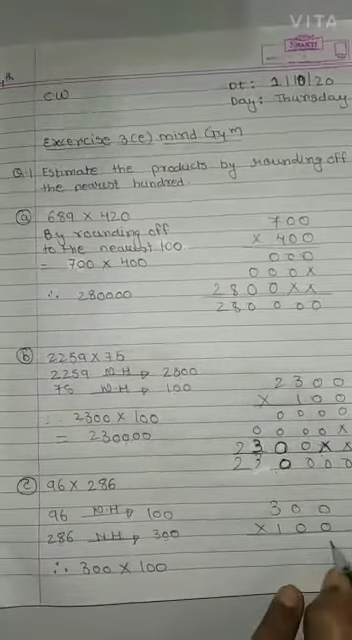 VITA
CW
Dt: 1/10/20
Day: Thursday
Excercise 3(e) mind Gym
Q.1 Estimate the products by rounding off
the nearest hundred.
(a) 689 × 420
By rounding off
to the nearest 100
= 700 × 400
∴ 280000
700
× 400
000
000×
2800××
280000
(b) 2259 × 75
2259 N.H → 2300
75 N.H → 100
∴ 2300 × 100
= 230000
2300
× 100
0000
0000×
2300××
230000
(c) 96 × 286
96 N.H → 100
286 N.H → 300
∴ 300 × 100
300
×100